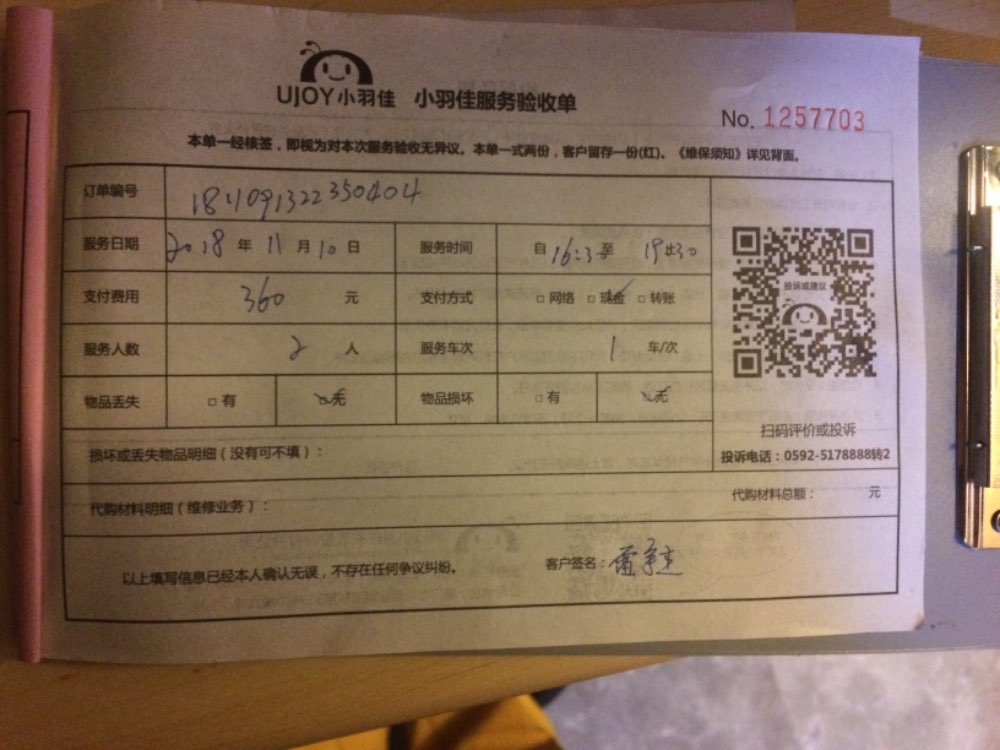 UJOY小羽佳 小羽佳服务验收单
No. 1257703
本单一经核签，即视为对本次服务验收无异议。本单一式两份，客户留存一份(红)。《维保须知》详见背面。
订单编号 181109132235040４
服务日期 2018 年 11 月 10 日 服务时间 自 16:30 至 19:30
支付费用 360 元 支付方式 □ 网络 □ 现金 □ 转账
投诉或建议
服务人数 2 人 服务车次 1 车/次
物品丢失 □ 有 □ 无 物品损坏 □ 有 □ 无
扫码评价或投诉
损坏或丢失物品明细（没有可不填）：
投诉电话：0592-5178888转2
代购材料明细（维修业务）： 代购材料总额： 元
以上填写信息已经本人确认无误，不存在任何争议纠纷。 客户签名：